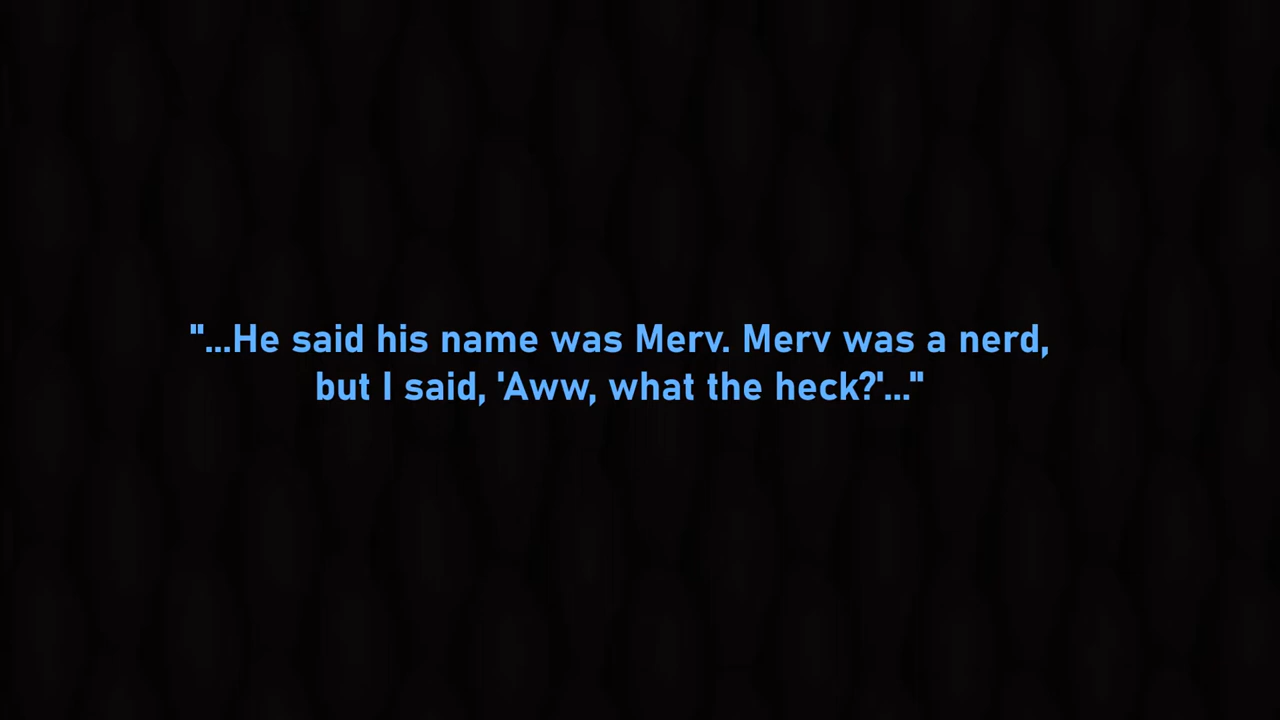 "...He said his name was Merv. Merv was a nerd,
but I said, 'Aww, what the heck?'..."